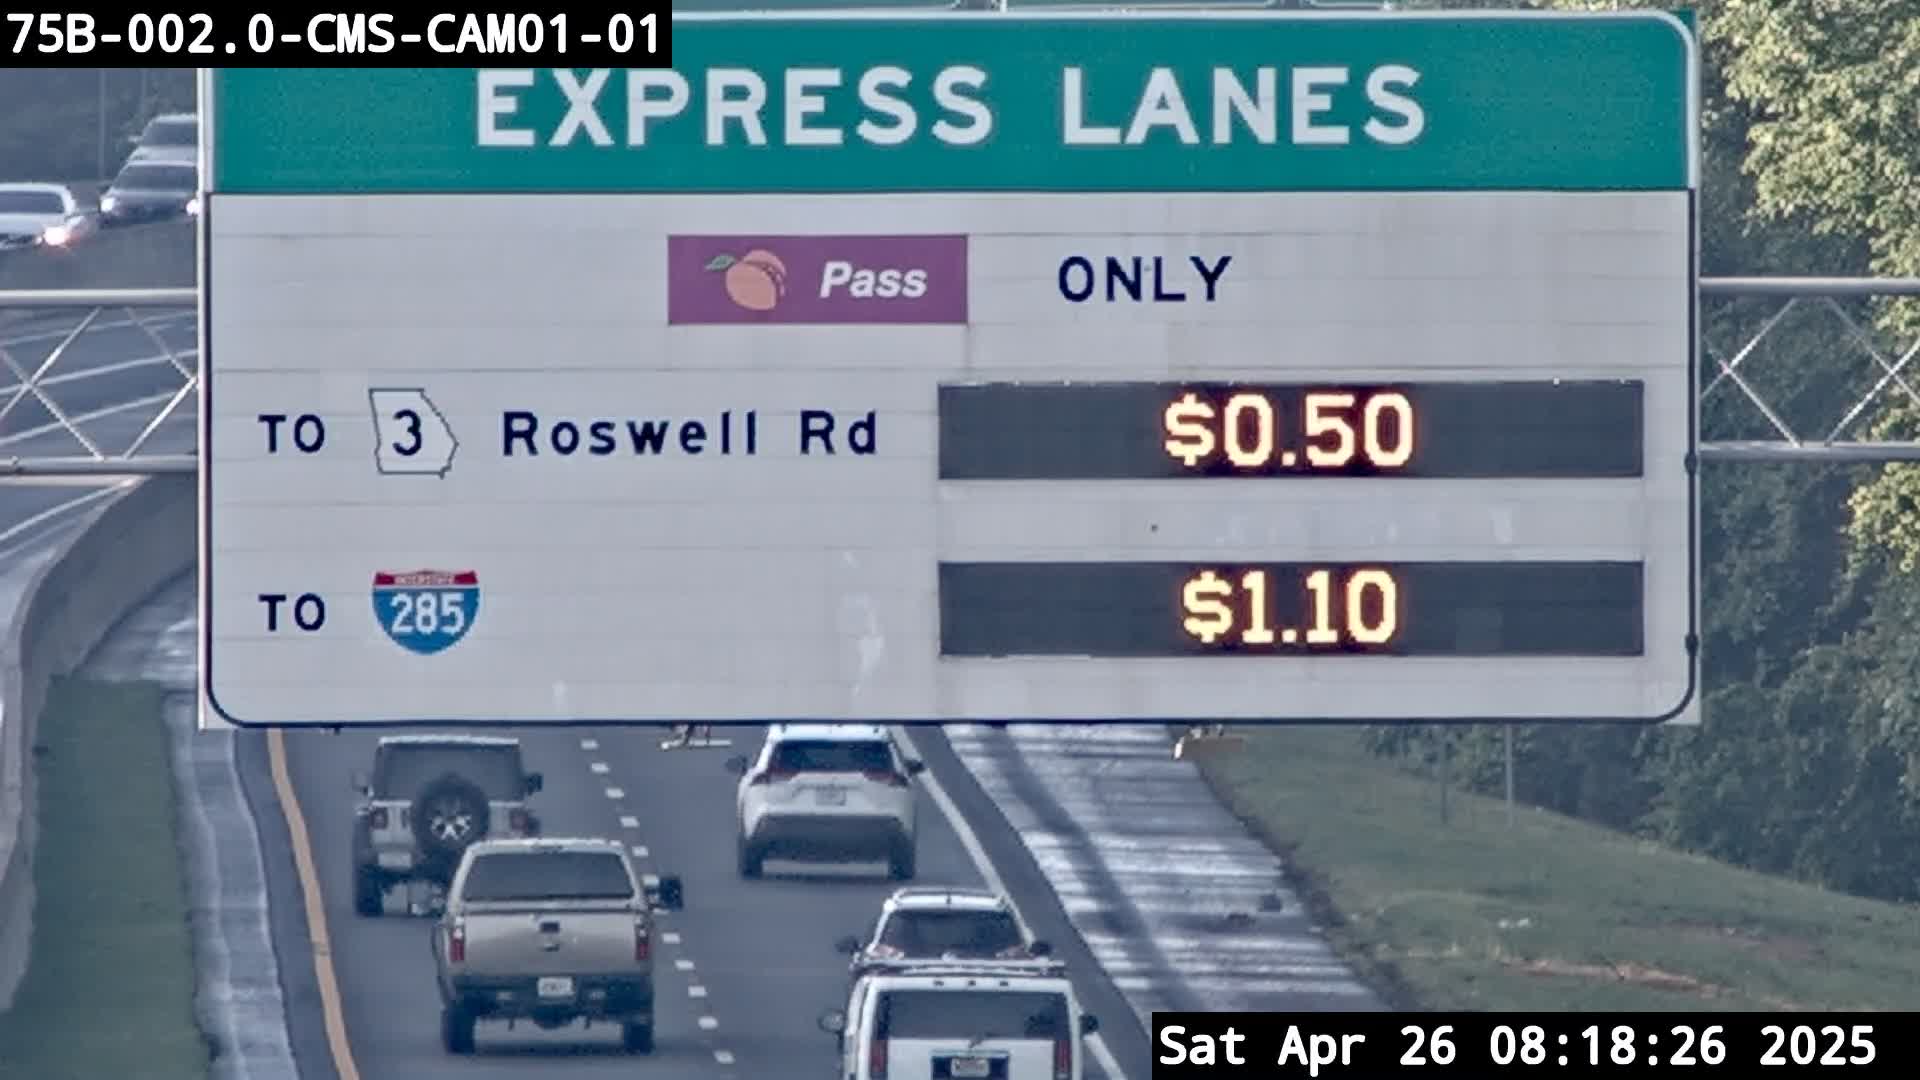 75B-002.0-CMS-CAM01-01
EXPRESS LANES
Pass ONLY
TO 3 Roswell Rd $0.50
TO INTERSTATE 285 $1.10
Sat Apr 26 08:18:26 2025